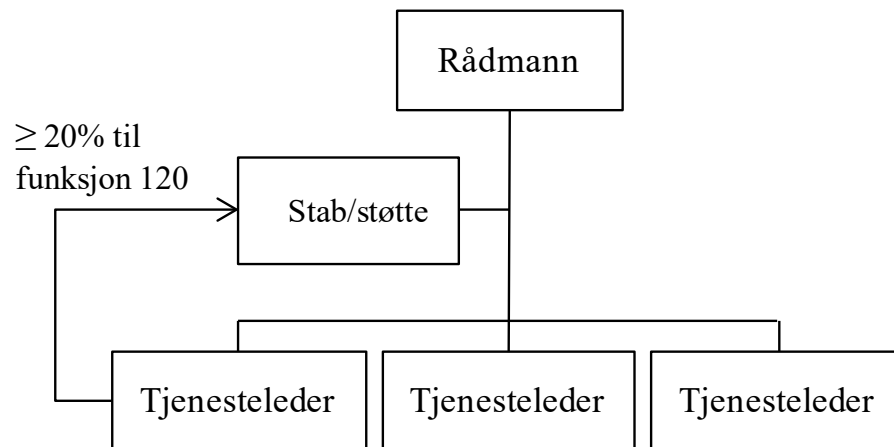 Rådmann
≥ 20% til
funksjon 120
Stab/støtte
Tjenesteleder
Tjenesteleder
Tjenesteleder